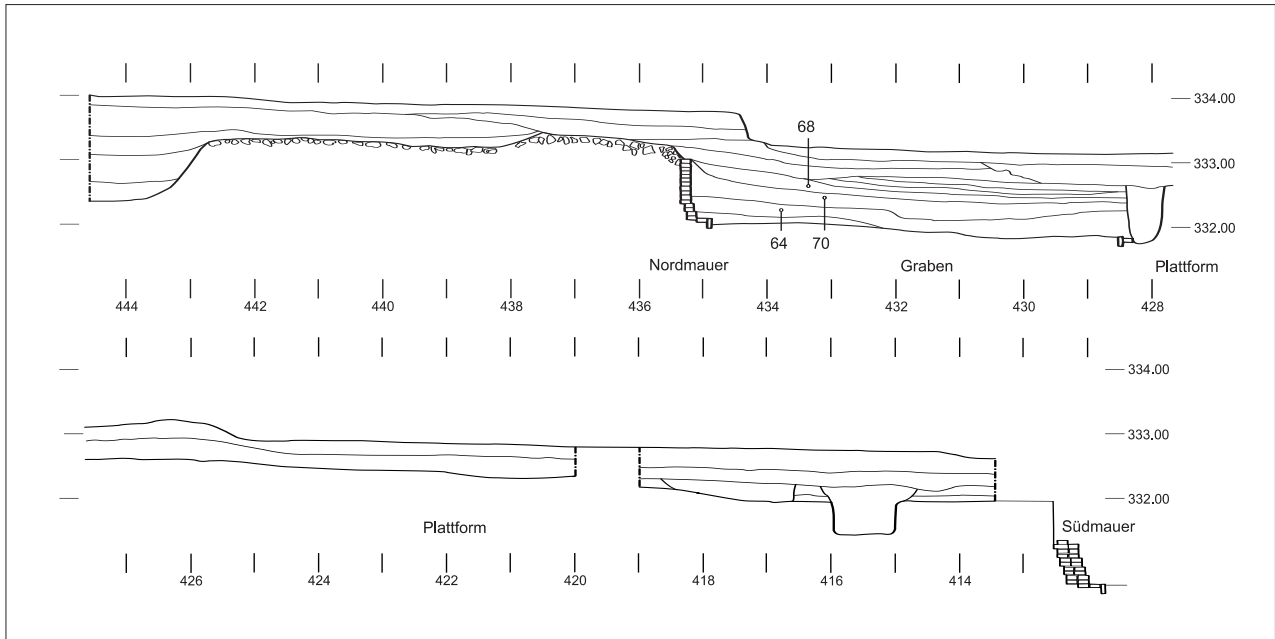 334.00
68
333.00
332.00
64 70
Nordmauer Graben Plattform
444 442 440 438 436 434 432 430 428
334.00
333.00
332.00
Plattform Südmauer
426 424 422 420 418 416 414